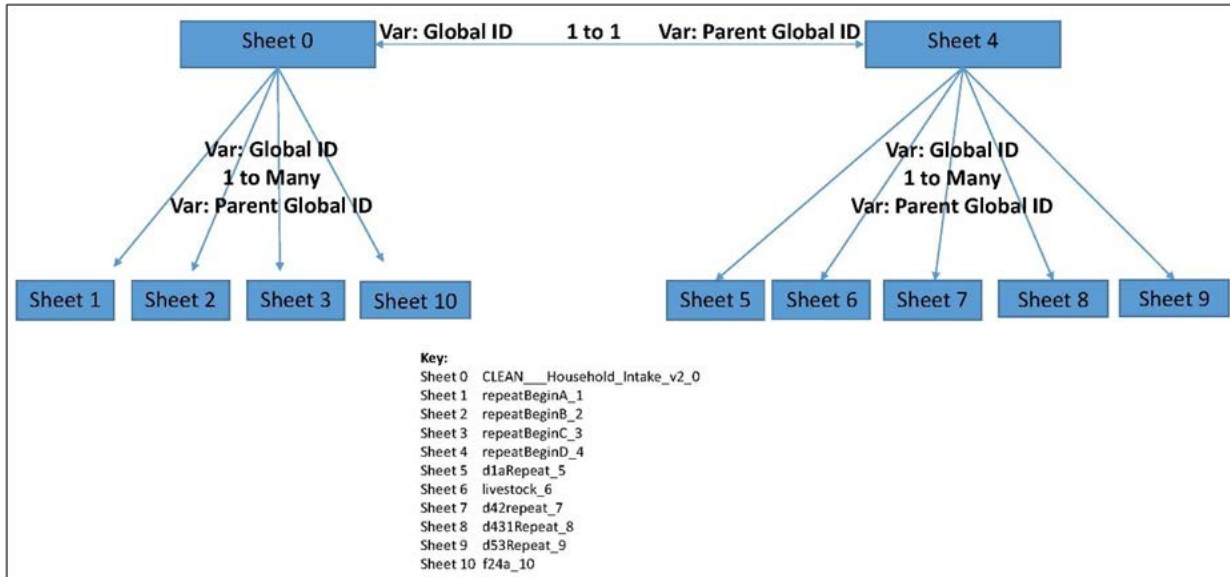 Sheet 0
Var: Global ID
1 to 1
Var: Parent Global ID
Sheet 4
Var: Global ID
1 to Many
Var: Parent Global ID
Var: Global ID
1 to Many
Var: Parent Global ID
Sheet 1
Sheet 2
Sheet 3
Sheet 10
Sheet 5
Sheet 6
Sheet 7
Sheet 8
Sheet 9
Key:
Sheet 0 CLEAN___Household_Intake_v2_0
Sheet 1 repeatBeginA_1
Sheet 2 repeatBeginB_2
Sheet 3 repeatBeginC_3
Sheet 4 repeatBeginD_4
Sheet 5 d1aRepeat_5
Sheet 6 livestock_6
Sheet 7 d42repeat_7
Sheet 8 d431Repeat_8
Sheet 9 d53Repeat_9
Sheet 10 f24a_10